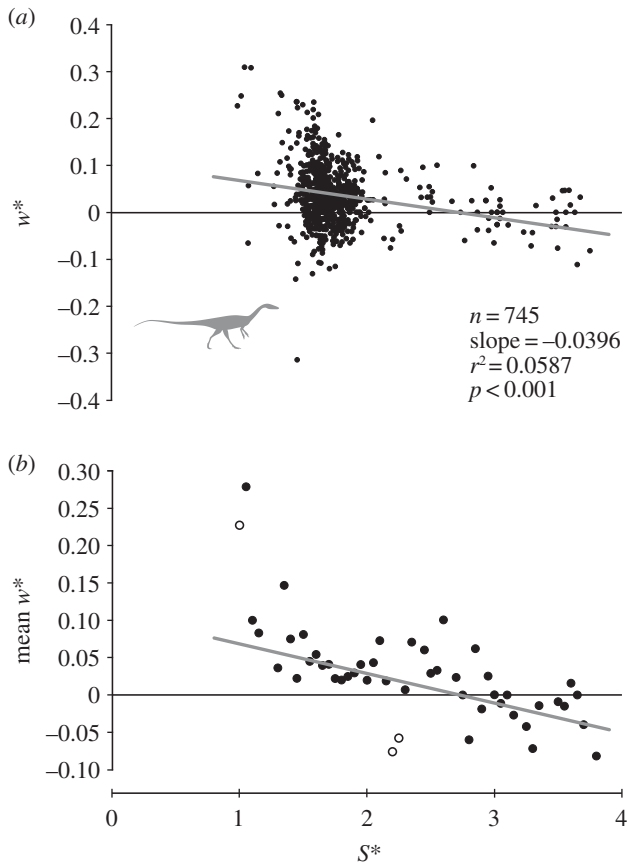 (a)
0.4
0.3
0.2
0.1
0
–0.1
–0.2
–0.3
–0.4
w*
n = 745
slope = –0.0396
r² = 0.0587
p < 0.001
(b)
0.30
0.25
0.20
0.15
0.10
0.05
0
–0.05
–0.10
mean w*
0 1 2 3 4
S*